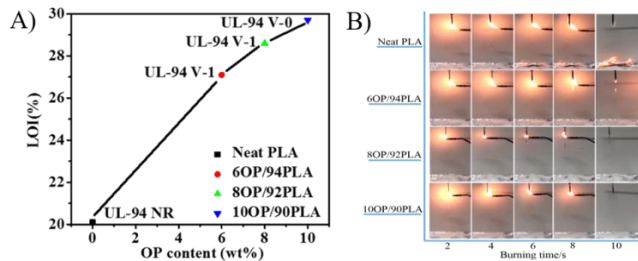 A)
30
28
26
24
22
20
LOI(%)
UL-94 V-0
UL-94 V-1
UL-94 V-1
UL-94 NR
Neat PLA
6OP/94PLA
8OP/92PLA
10OP/90PLA
0
2
4
6
8
10
OP content (wt%)
B)
Neat PLA
6OP/94PLA
8OP/92PLA
10OP/90PLA
2
4
6
8
10
Burning time/s